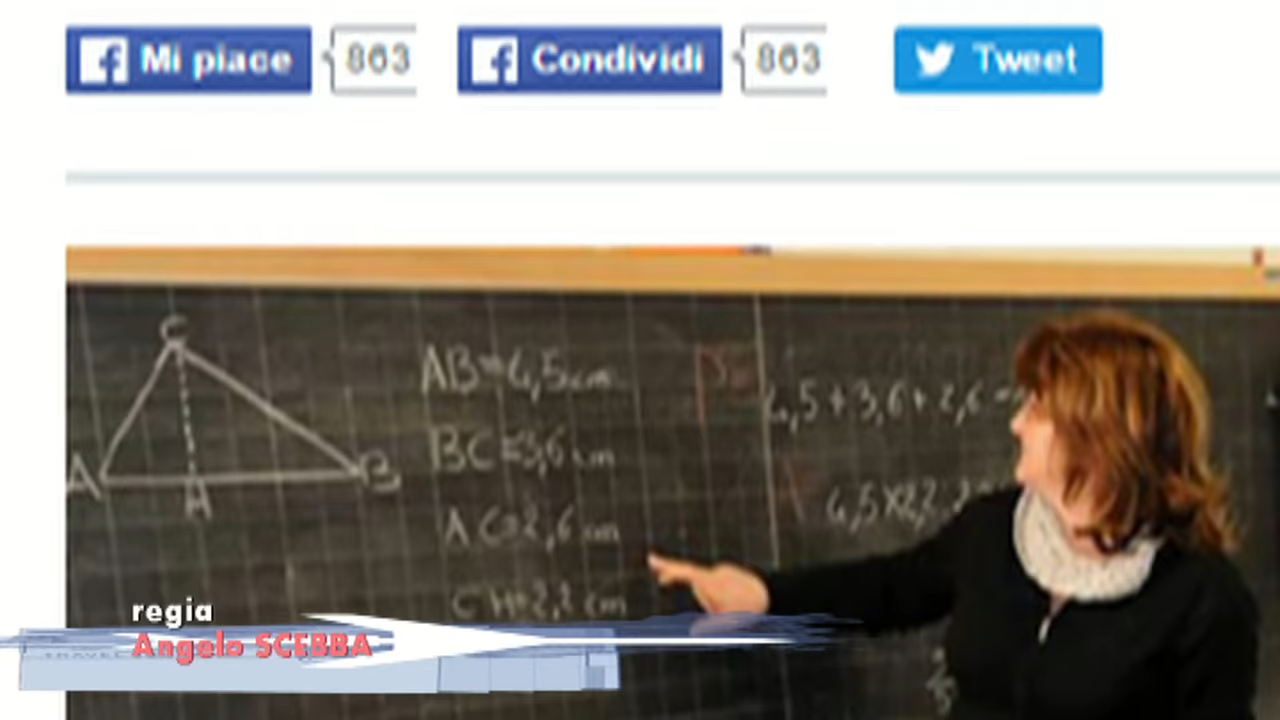 Mi piace 863 Condividi 863 Tweet
C
AB=4,5cm
4,5+3,6+2,6=
BC=3,6cm
A B
H
AC=2,6cm
CH=2,2cm
regia
Angelo SCEBBA